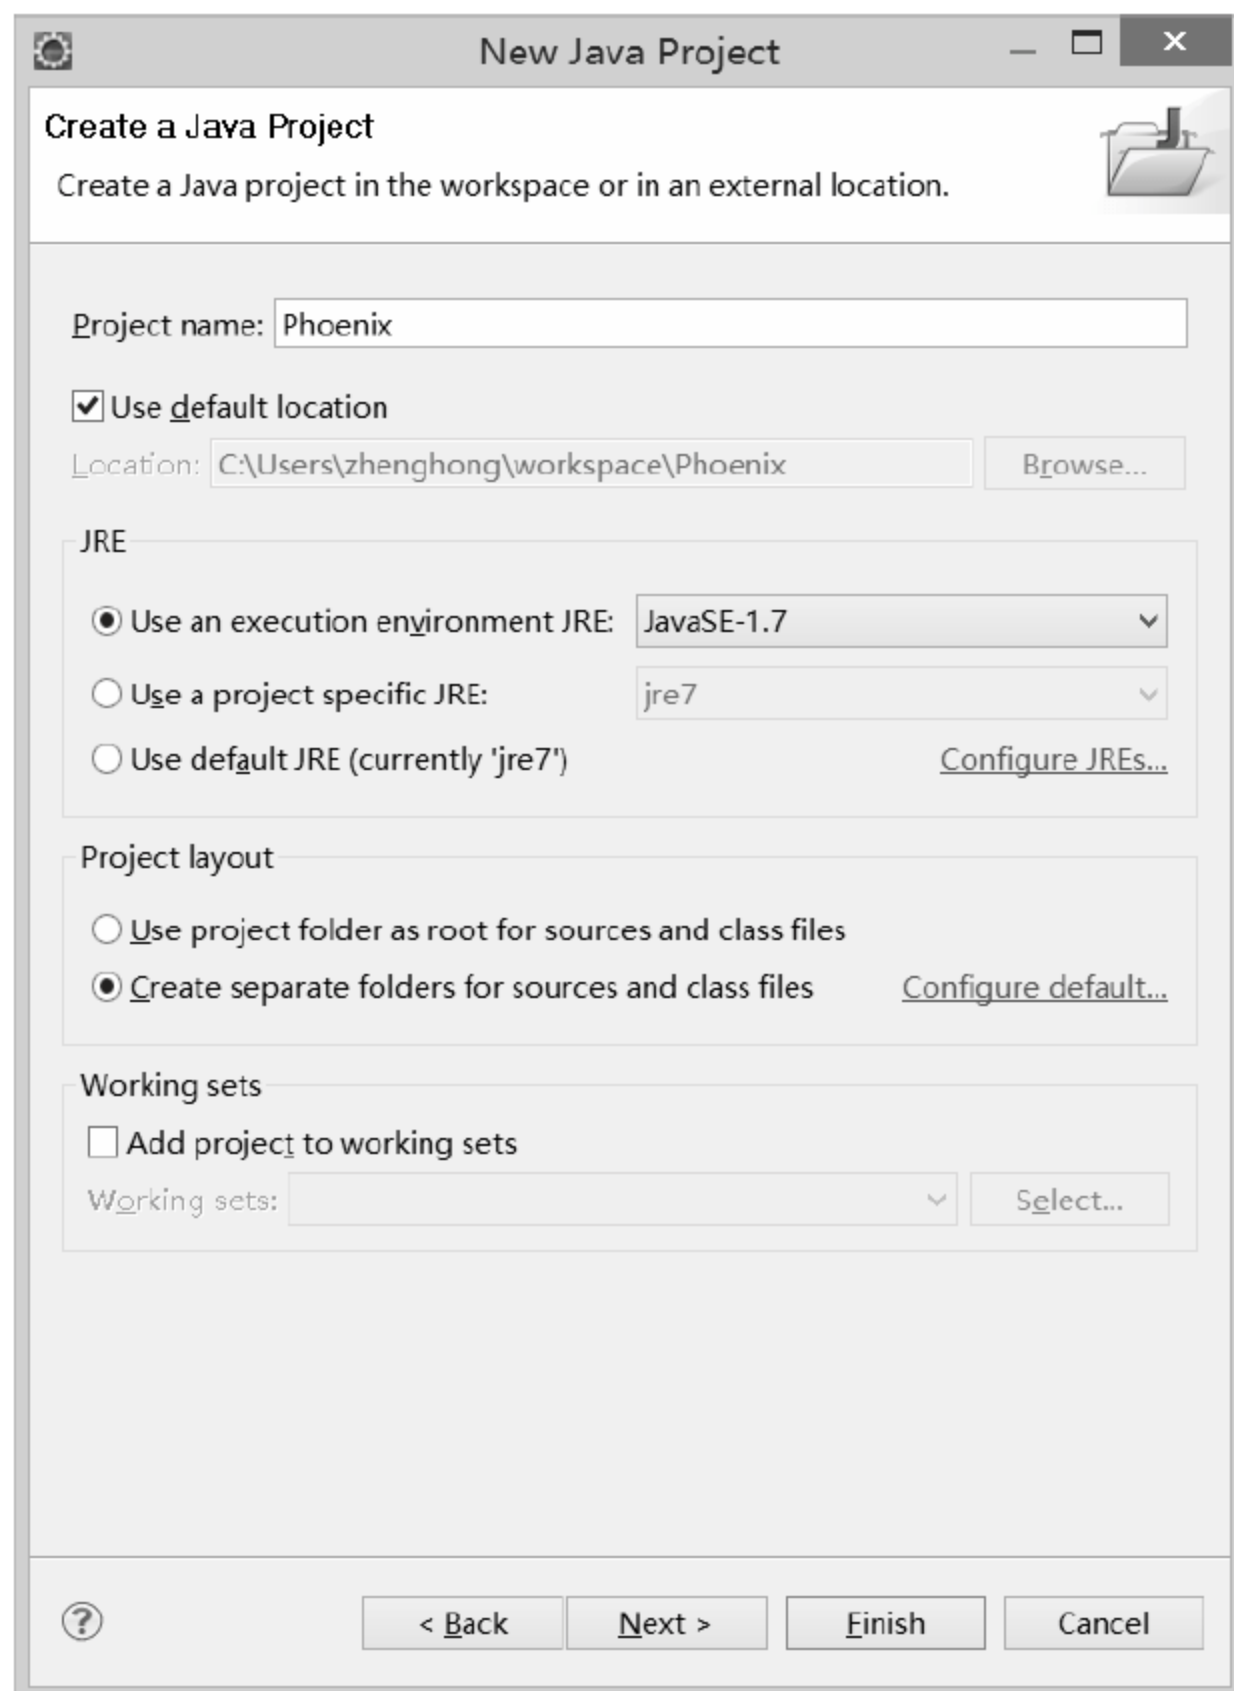 New Java Project
Create a Java Project
Create a Java project in the workspace or in an external location.
Project name: Phoenix
Use default location
Location: C:\Users\zhenghong\workspace\Phoenix Browse...
JRE
Use an execution environment JRE: JavaSE-1.7
Use a project specific JRE: jre7
Use default JRE (currently 'jre7') Configure JREs...
Project layout
Use project folder as root for sources and class files
Create separate folders for sources and class files Configure default...
Working sets
Add project to working sets
Working sets: Select...
? < Back Next > Finish Cancel